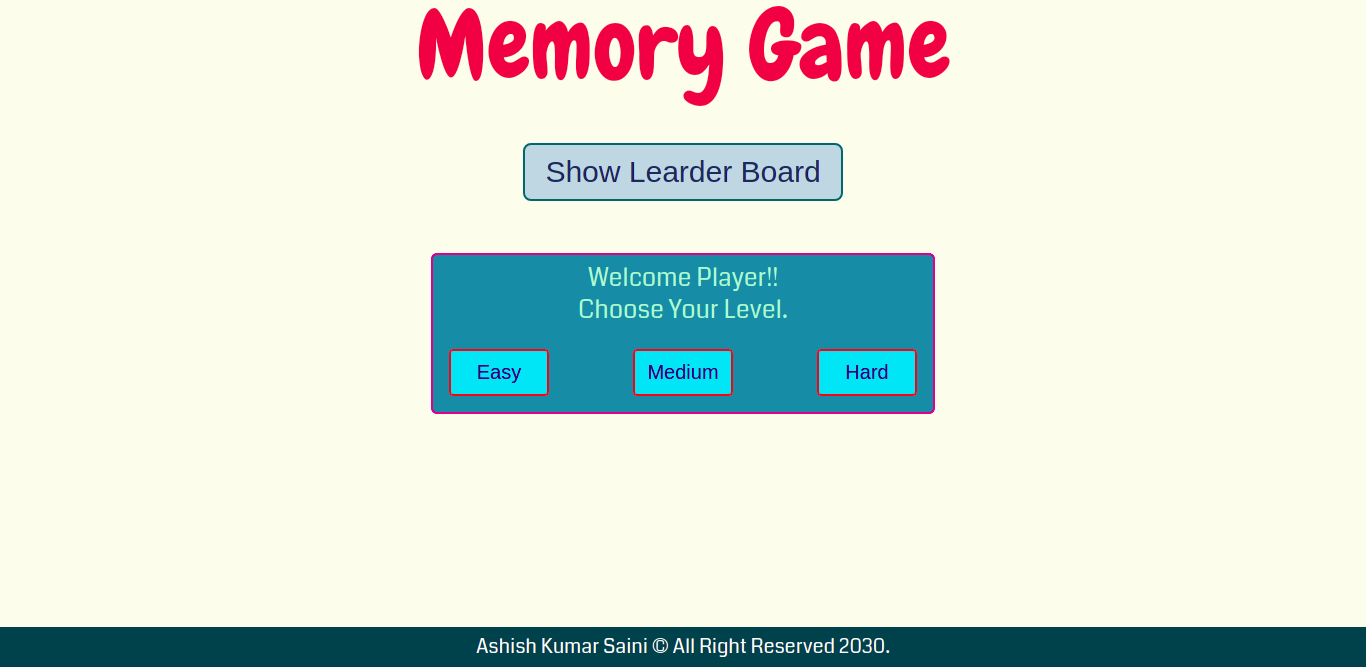 Memory Game
Show Learder Board
Welcome Player!!
Choose Your Level.
Easy Medium Hard
Ashish Kumar Saini © All Right Reserved 2030.